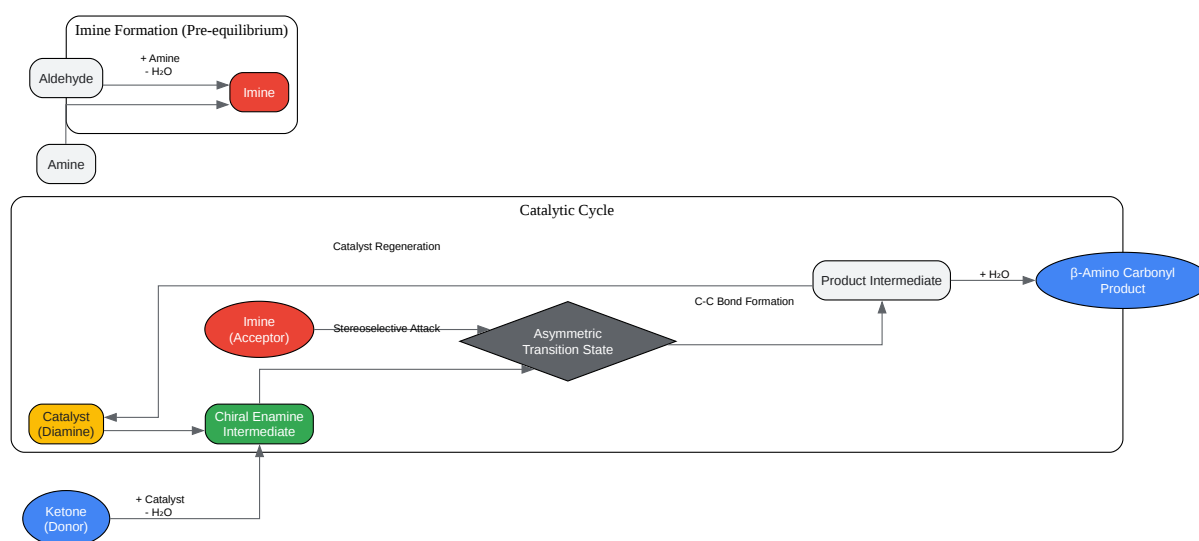 Imine Formation (Pre-equilibrium)
+ Amine
- H₂O
Aldehyde
Imine
Amine
Catalytic Cycle
Catalyst Regeneration
Product Intermediate
+ H₂O
β-Amino Carbonyl
Product
C-C Bond Formation
Imine
(Acceptor)
Stereoselective Attack
Asymmetric
Transition State
Catalyst
(Diamine)
Chiral Enamine
Intermediate
+ Catalyst
- H₂O
Ketone
(Donor)